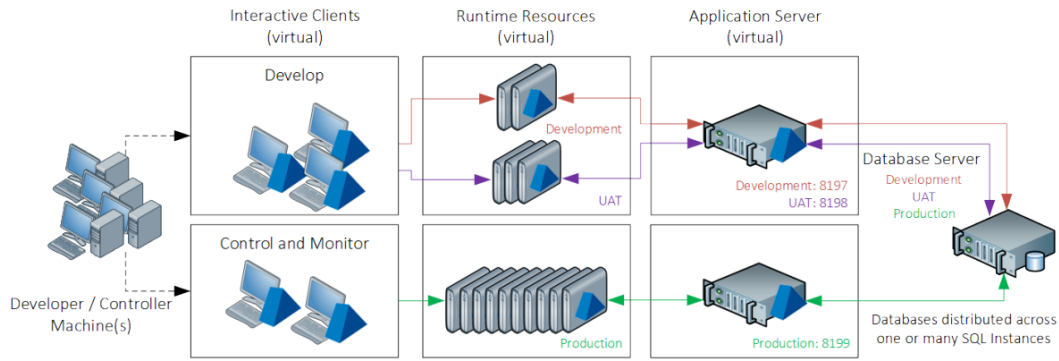 Interactive Clients
(virtual)
Runtime Resources
(virtual)
Application Server
(virtual)
Develop
Development
UAT
Development: 8197
UAT: 8198
Database Server
Development
UAT
Production
Control and Monitor
Production
Production: 8199
Developer / Controller
Machine(s)
Databases distributed across
one or many SQL Instances